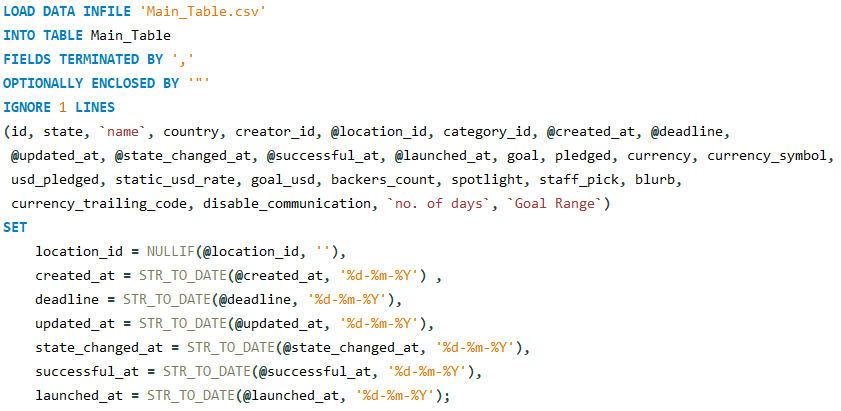 LOAD DATA INFILE 'Main_Table.csv'
INTO TABLE Main_Table
FIELDS TERMINATED BY ','
OPTIONALLY ENCLOSED BY '"'
IGNORE 1 LINES
(id, state, `name`, country, creator_id, @location_id, category_id, @created_at, @deadline,
@updated_at, @state_changed_at, @successful_at, @launched_at, goal, pledged, currency, currency_symbol,
usd_pledged, static_usd_rate, goal_usd, backers_count, spotlight, staff_pick, blurb,
currency_trailing_code, disable_communication, `no. of days`, `Goal Range`)
SET
location_id = NULLIF(@location_id, ''),
created_at = STR_TO_DATE(@created_at, '%d-%m-%Y') ,
deadline = STR_TO_DATE(@deadline, '%d-%m-%Y'),
updated_at = STR_TO_DATE(@updated_at, '%d-%m-%Y'),
state_changed_at = STR_TO_DATE(@state_changed_at, '%d-%m-%Y'),
successful_at = STR_TO_DATE(@successful_at, '%d-%m-%Y'),
launched_at = STR_TO_DATE(@launched_at, '%d-%m-%Y');